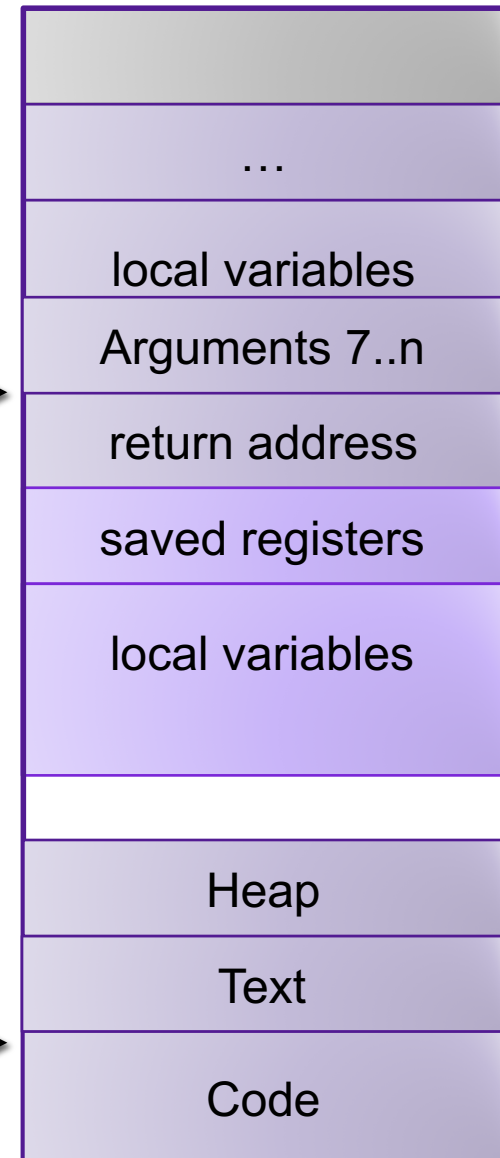 …
local variables
Arguments 7..n
return address
saved registers
local variables
Heap
Text
Code